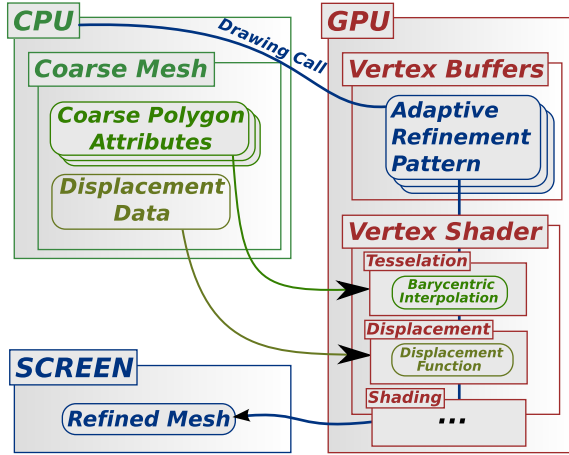 CPU
Coarse Mesh
Coarse Polygon
Attributes
Displacement
Data
Drawing Call
GPU
Vertex Buffers
Adaptive
Refinement
Pattern
Vertex Shader
Tesselation
Barycentric
Interpolation
Displacement
Displacement
Function
Shading
...
SCREEN
Refined Mesh